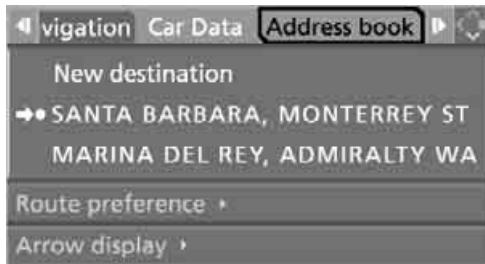 vigation Car Data Address book
New destination
SANTA BARBARA, MONTERREY ST
MARINA DEL REY, ADMIRALTY WA
Route preference
Arrow display